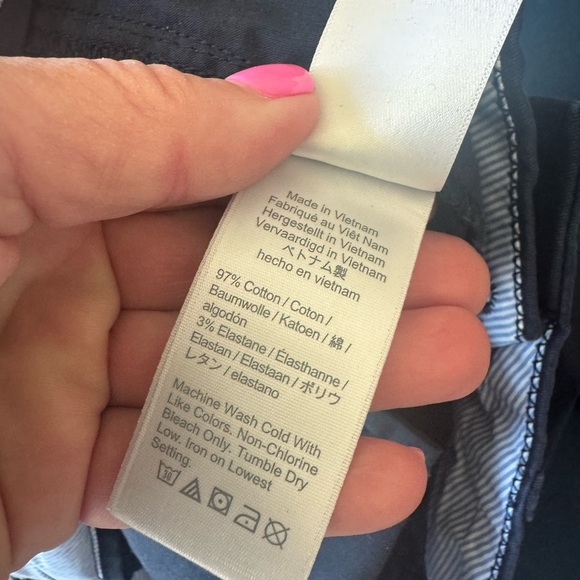 Made in Vietnam
Fabriqué au Việt Nam
Hergestellt in Vietnam
Vervaardigd in Vietnam
ベトナム製
hecho en vietnam
97% Cotton / Coton /
Baumwolle / Katoen / 綿 /
algodón
3% Elastane / Élasthanne /
Elastan / Elastaan / ポリウ
レタン / elastano
Machine Wash Cold With
Like Colors. Non-Chlorine
Bleach Only. Tumble Dry
Low. Iron on Lowest
Setting.
30